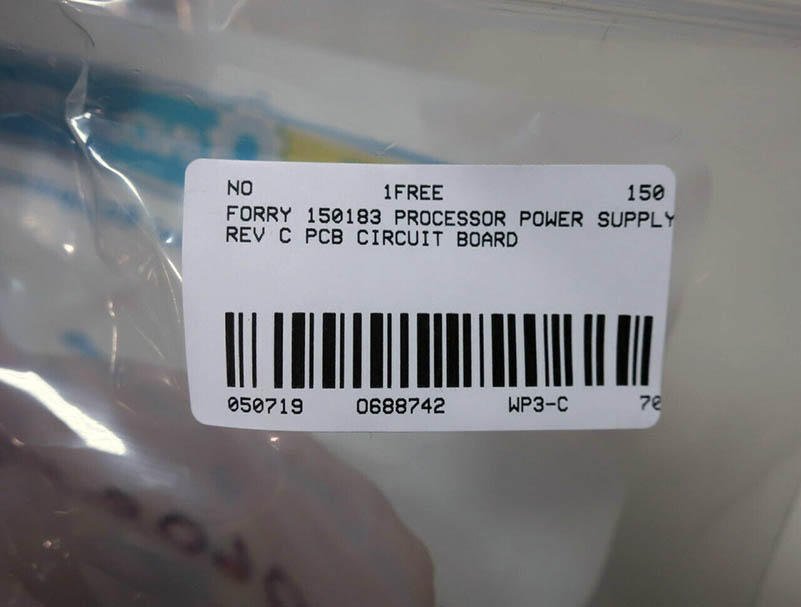 NO 1FREE 150
FORRY 150183 PROCESSOR POWER SUPPLY
REV C PCB CIRCUIT BOARD
050719 0688742 WP3-C 70